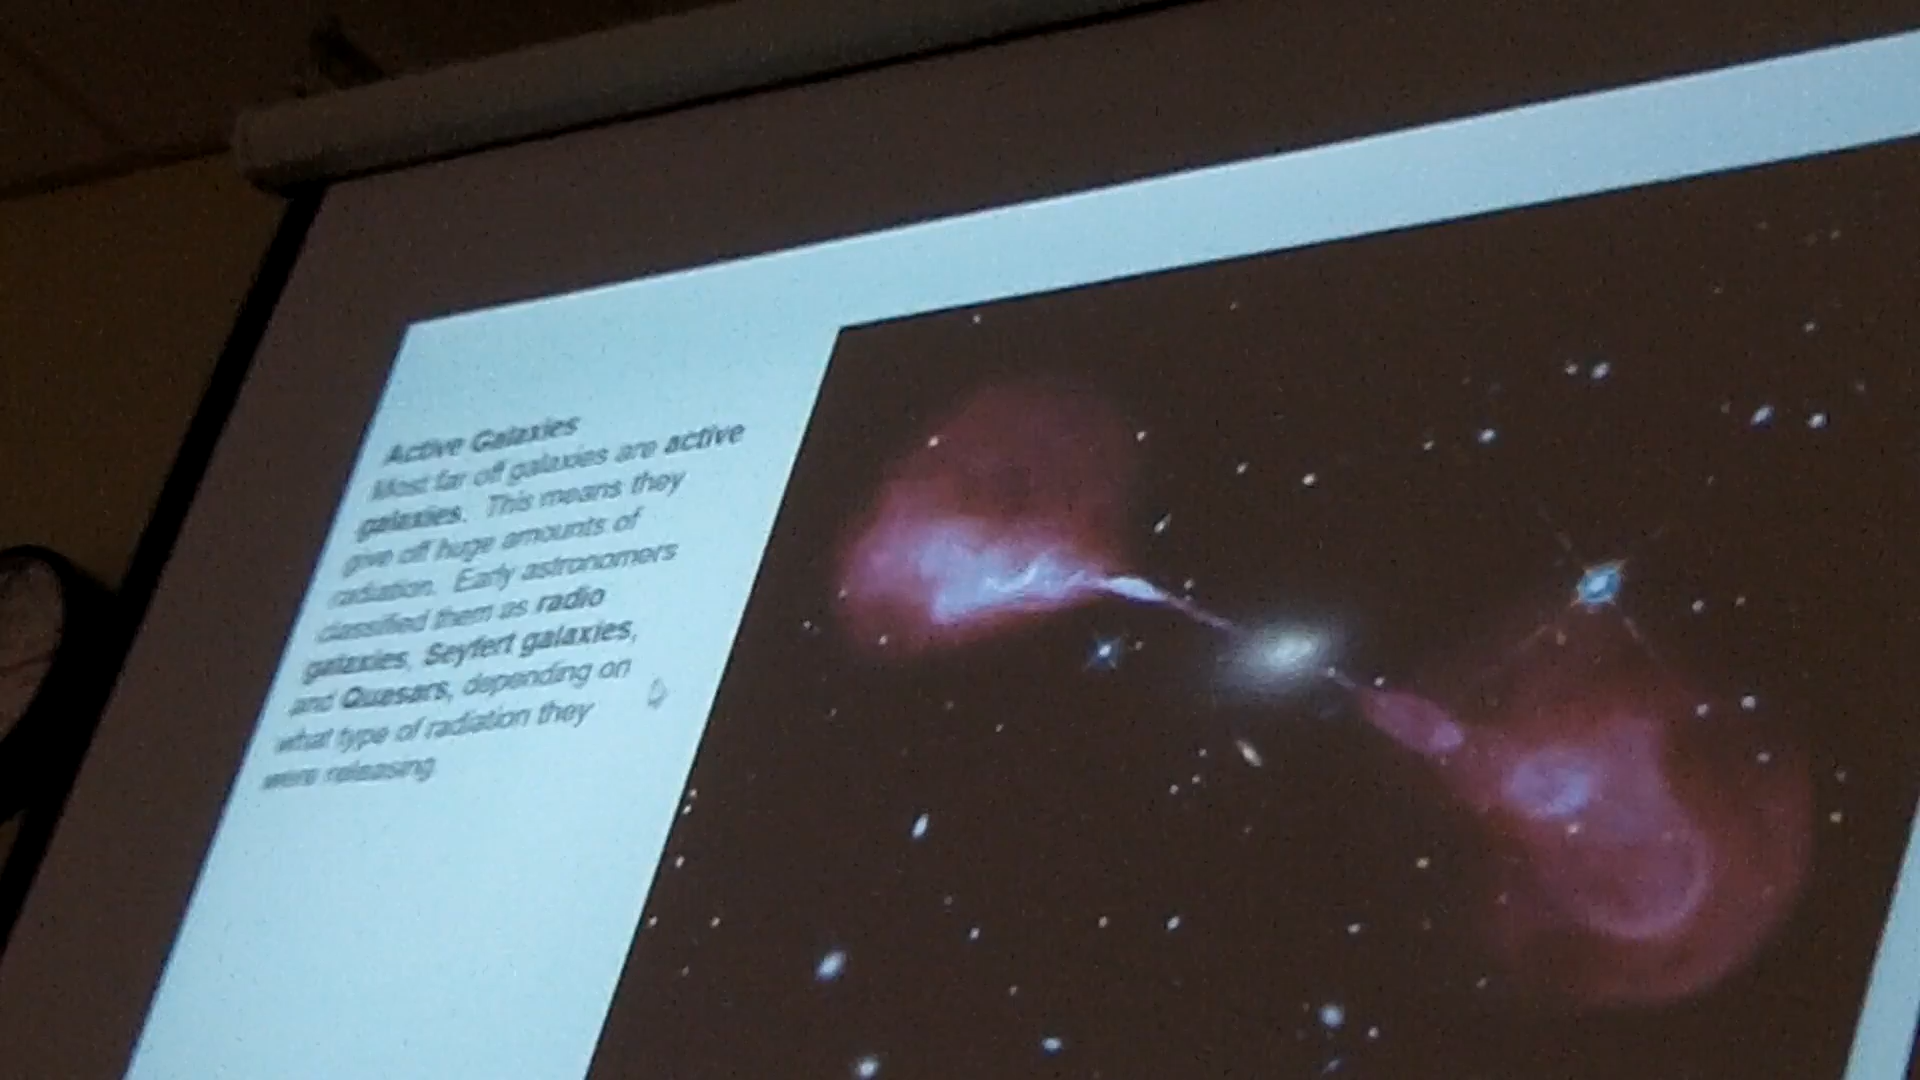 Active Galaxies
Most far off galaxies are active
galaxies. This means they
give off huge amounts of
radiation. Early astronomers
classified them as radio
galaxies, Seyfert galaxies,
and Quasars, depending on
what type of radiation they
were releasing